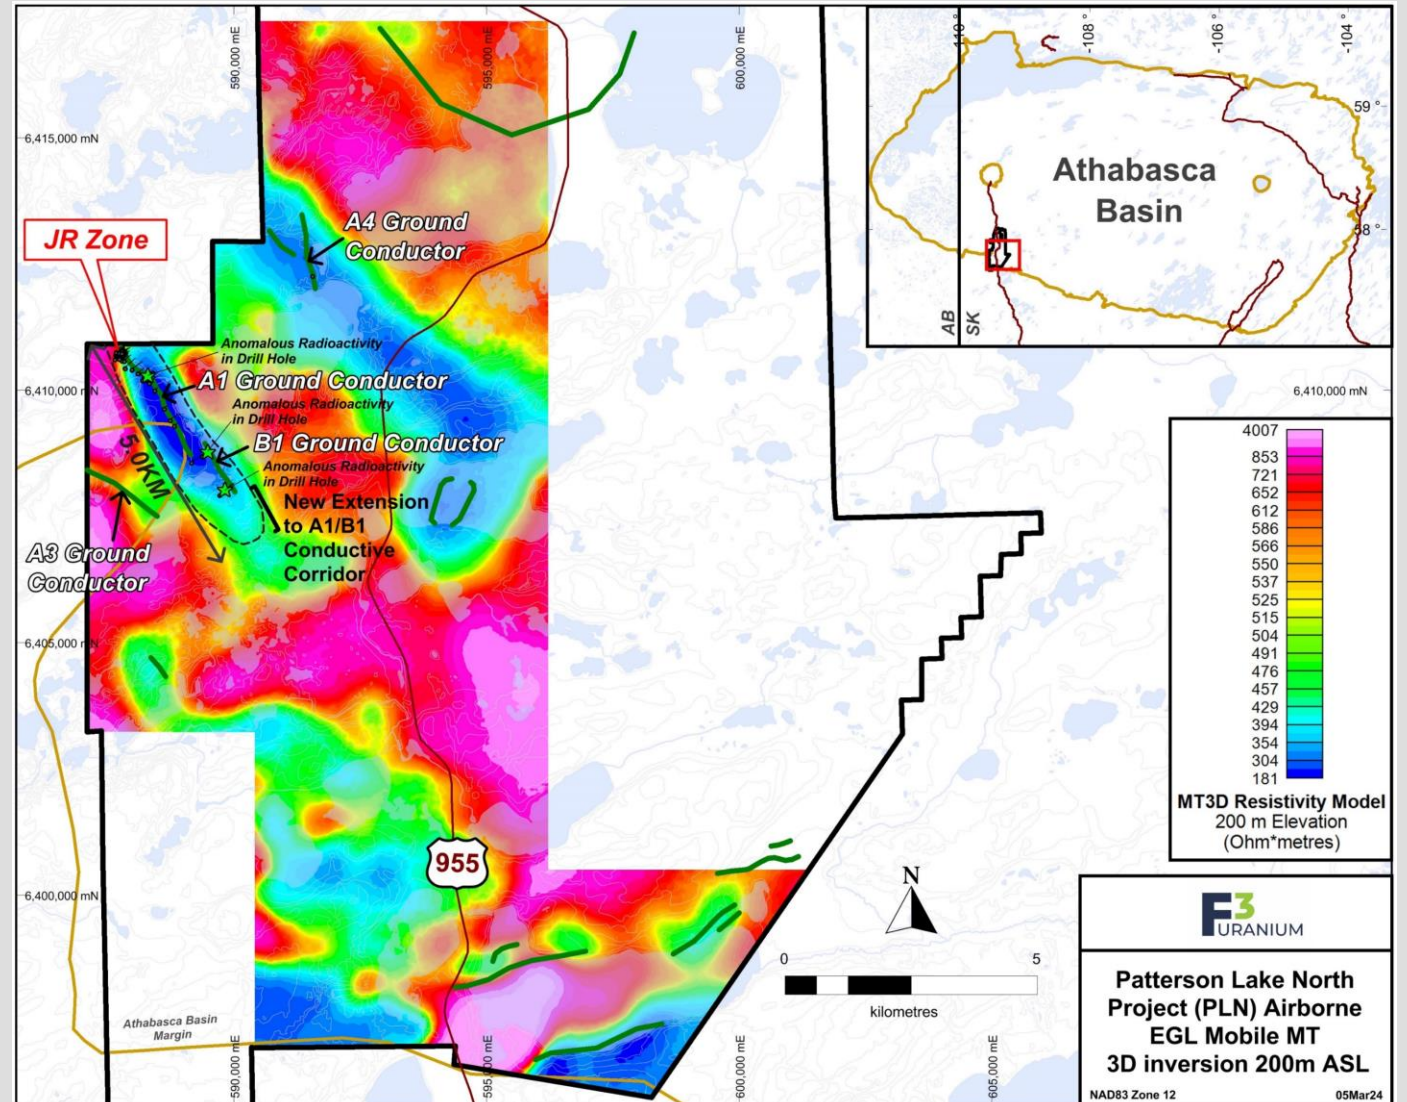 590,000 mE
595,000 mE
600,000 mE
6,415,000 mN
JR Zone
A4 Ground
Conductor
Anomalous Radioactivity
in Drill Hole
A1 Ground Conductor
6,410,000 mN
Anomalous Radioactivity
in Drill Hole
B1 Ground Conductor
Anomalous Radioactivity
in Drill Hole
5.0KM
New Extension
to A1/B1
Conductive
Corridor
A3 Ground
Conductor
6,405,000 mN
955
6,400,000 mN
Athabasca Basin
Margin
590,000 mE
595,000 mE
600,000 mE
605,000 mE
-110 °
-108 °
-106 °
-104 °
59 °
58 °
Athabasca
Basin
AB
SK
6,410,000 mN
4007
853
721
652
612
586
566
550
537
525
515
504
491
476
457
429
394
354
304
181
MT3D Resistivity Model
200 m Elevation
(Ohm*metres)
N
0
5
kilometres
F3
URANIUM
Patterson Lake North
Project (PLN) Airborne
EGL Mobile MT
3D inversion 200m ASL
NAD83 Zone 12
05Mar24